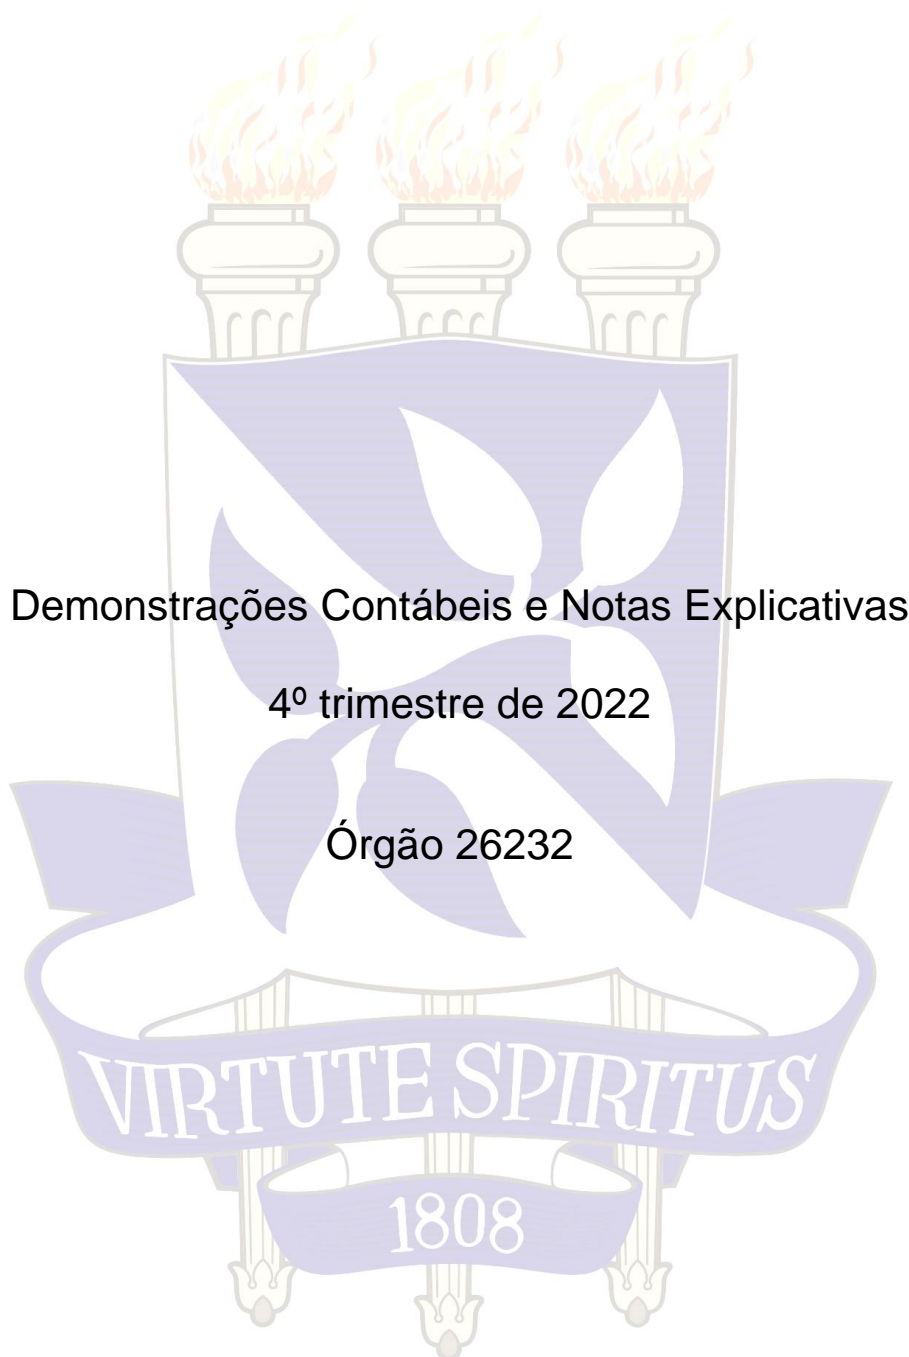 Demonstrações Contábeis e Notas Explicativas
4º trimestre de 2022
Órgão 26232
VIRTUTE SPIRITUS
1808